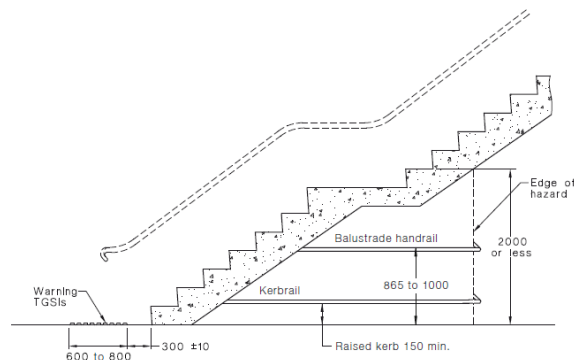 Edge of
hazard
2000
or less
Balustrade handrail
865 to 1000
Kerbrail
Warning
TGSIs
600 to 800
300 ±10
Raised kerb 150 min.